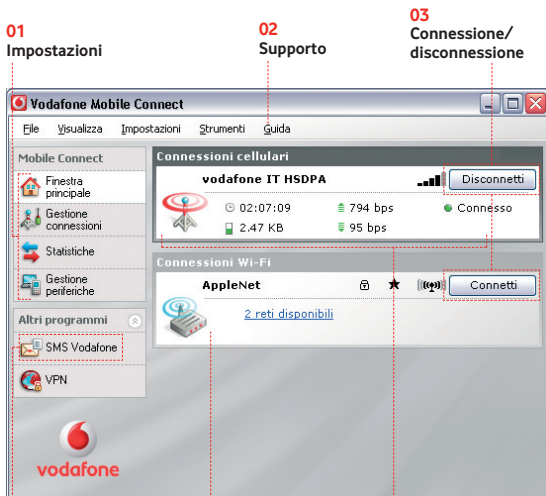 01
Impostazioni
02
Supporto
03
Connessione/
disconnessione
Vodafone Mobile Connect
File Visualizza Impostazioni Strumenti Guida
Mobile Connect
Finestra
principale
Gestione
connessioni
Statistiche
Gestione
periferiche
Altri programmi
SMS Vodafone
VPN
vodafone
Connessioni cellulari
vodafone IT HSDPA
Disconnetti
02:07:09 794 bps Connesso
2.47 KB 95 bps
Connessioni Wi-Fi
AppleNet
Connetti
2 reti disponibili